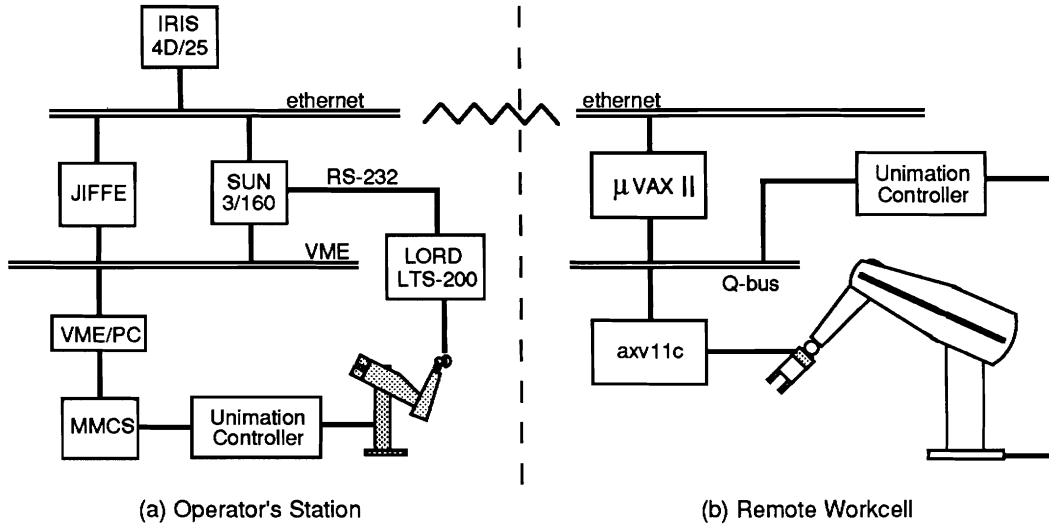 IRIS
4D/25
ethernet
JIFFE
SUN
3/160
RS-232
VME
LORD
LTS-200
VME/PC
MMCS
Unimation
Controller
(a) Operator's Station
ethernet
μVAX II
Unimation
Controller
Q-bus
axv11c
(b) Remote Workcell